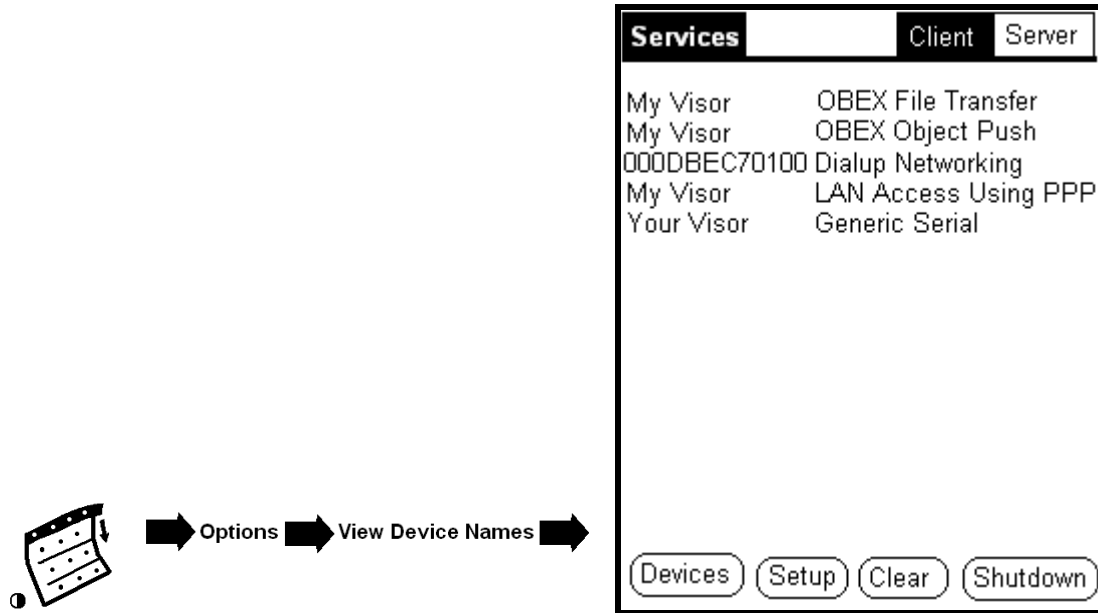 Services Client Server
My Visor OBEX File Transfer
My Visor OBEX Object Push
000DBEC70100 Dialup Networking
My Visor LAN Access Using PPP
Your Visor Generic Serial
Options View Device Names
Devices Setup Clear Shutdown